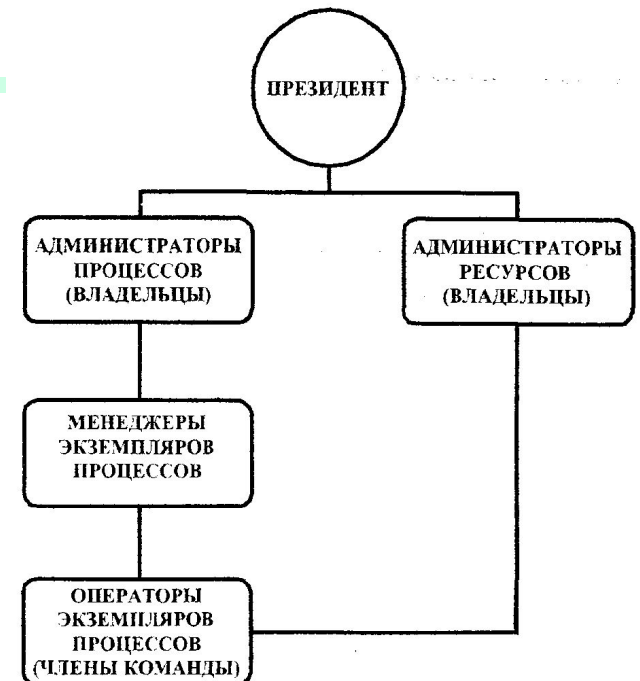 ПРЕЗИДЕНТ
АДМИНИСТРАТОРЫ
ПРОЦЕССОВ
(ВЛАДЕЛЬЦЫ)
АДМИНИСТРАТОРЫ
РЕСУРСОВ
(ВЛАДЕЛЬЦЫ)
МЕНЕДЖЕРЫ
ЭКЗЕМПЛЯРОВ
ПРОЦЕССОВ
ОПЕРАТОРЫ
ЭКЗЕМПЛЯРОВ
ПРОЦЕССОВ
(ЧЛЕНЫ КОМАНДЫ)